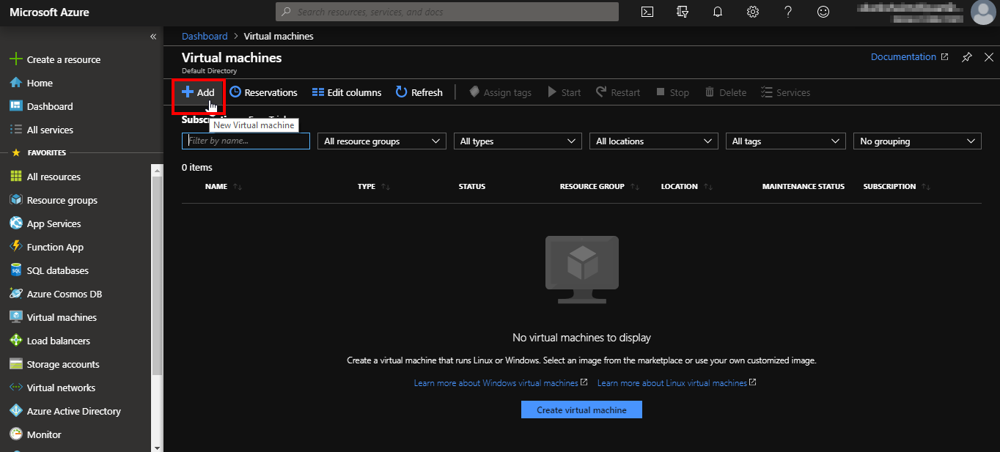 Microsoft Azure
Search resources, services, and docs
«
Create a resource
Home
Dashboard
All services
FAVORITES
All resources
Resource groups
App Services
Function App
SQL databases
Azure Cosmos DB
Virtual machines
Load balancers
Storage accounts
Virtual networks
Azure Active Directory
Monitor
Dashboard > Virtual machines
Virtual machines
Default Directory
Documentation
Add Reservations Edit columns Refresh Assign tags Start Restart Stop Delete Services
New Virtual machine
Filter by name... All resource groups All types All locations All tags No grouping
0 items
NAME TYPE STATUS RESOURCE GROUP LOCATION MAINTENANCE STATUS SUBSCRIPTION
No virtual machines to display
Create a virtual machine that runs Linux or Windows. Select an image from the marketplace or use your own customized image.
Learn more about Windows virtual machines Learn more about Linux virtual machines
Create virtual machine